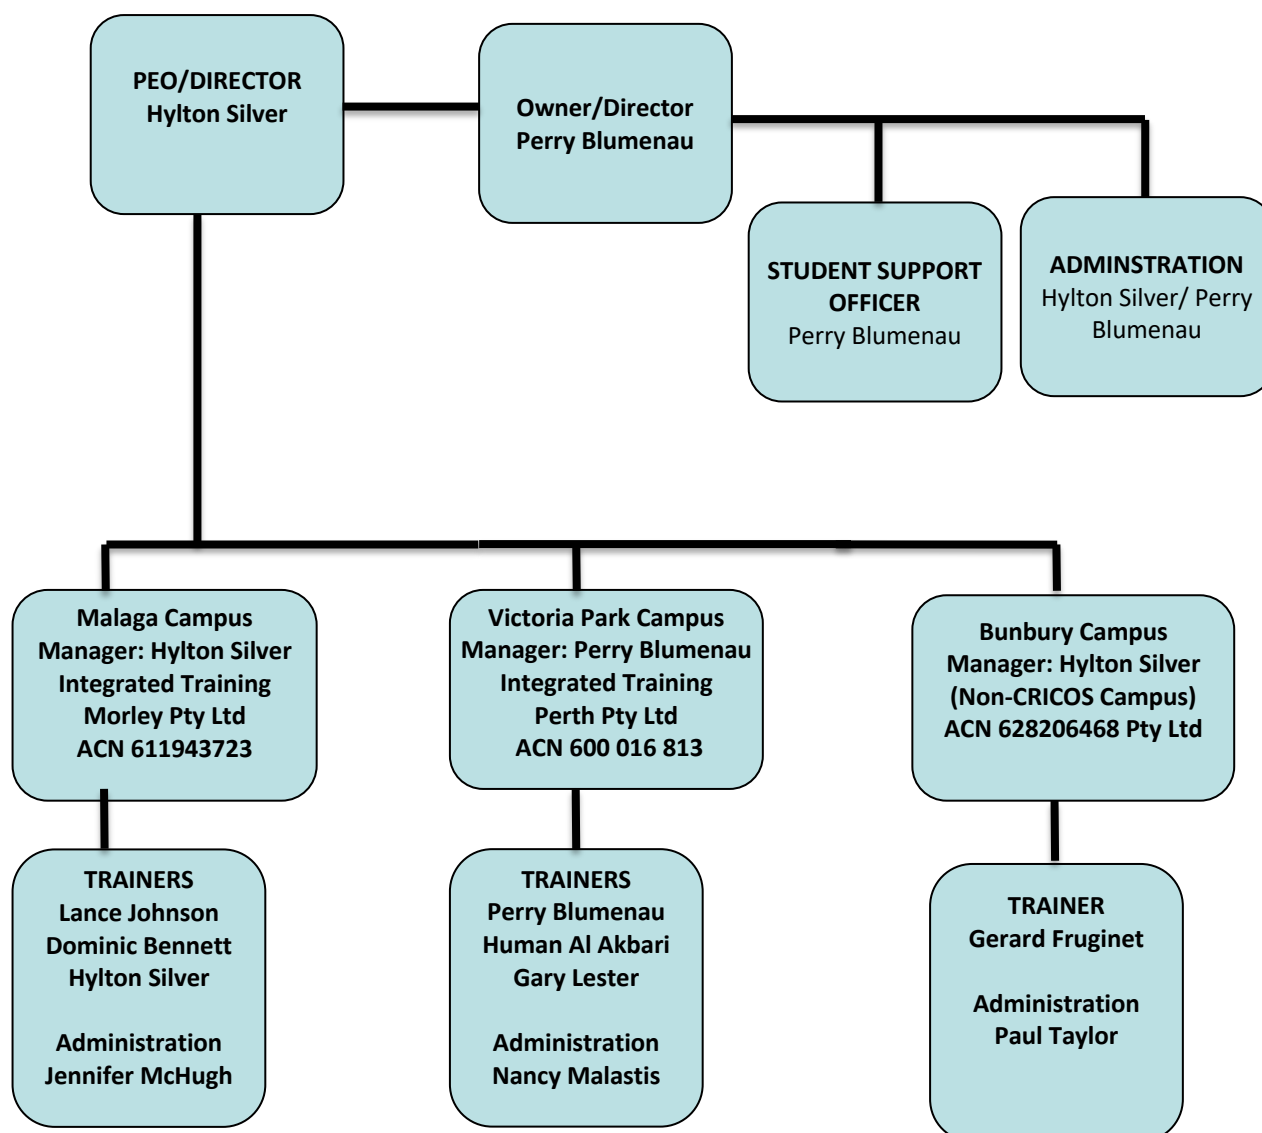 PEO/DIRECTOR
Hylton Silver
Owner/Director
Perry Blumenau
STUDENT SUPPORT
OFFICER
Perry Blumenau
ADMINSTRATION
Hylton Silver/ Perry
Blumenau
Malaga Campus
Manager: Hylton Silver
Integrated Training
Morley Pty Ltd
ACN 611943723
Victoria Park Campus
Manager: Perry Blumenau
Integrated Training
Perth Pty Ltd
ACN 600 016 813
Bunbury Campus
Manager: Hylton Silver
(Non-CRICOS Campus)
ACN 628206468 Pty Ltd
TRAINERS
Lance Johnson
Dominic Bennett
Hylton Silver
Administration
Jennifer McHugh
TRAINERS
Perry Blumenau
Human Al Akbari
Gary Lester
Administration
Nancy Malastis
TRAINER
Gerard Fruginet
Administration
Paul Taylor